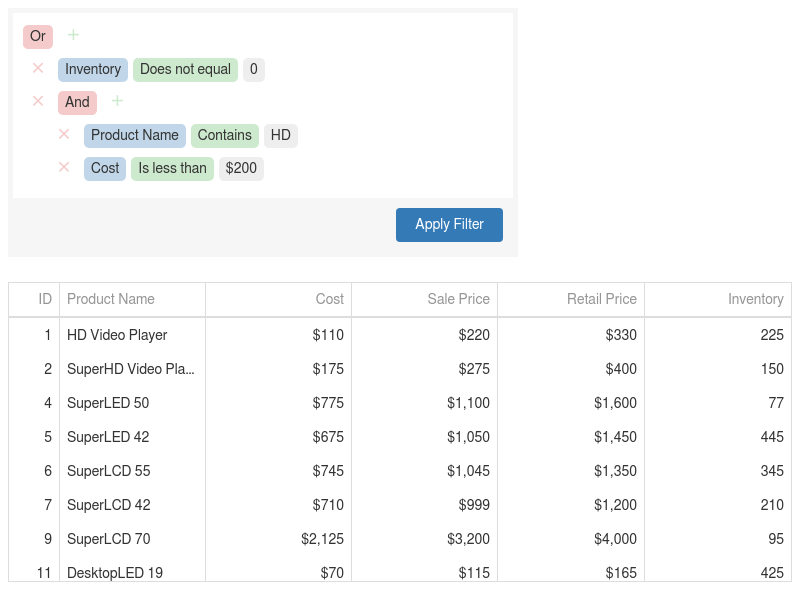 Or +
× Inventory Does not equal 0
× And +
× Product Name Contains HD
× Cost Is less than $200
Apply Filter
ID Product Name Cost Sale Price Retail Price Inventory
1 HD Video Player $110 $220 $330 225
2 SuperHD Video Pla... $175 $275 $400 150
4 SuperLED 50 $775 $1,100 $1,600 77
5 SuperLED 42 $675 $1,050 $1,450 445
6 SuperLCD 55 $745 $1,045 $1,350 345
7 SuperLCD 42 $710 $999 $1,200 210
9 SuperLCD 70 $2,125 $3,200 $4,000 95
11 DesktopLED 19 $70 $115 $165 425